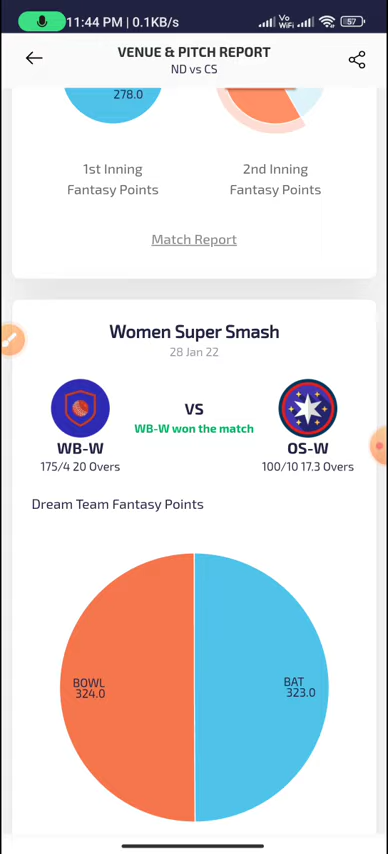 11:44 PM | 0.1KB/s
Vo
WiFi
57
VENUE & PITCH REPORT
ND vs CS
278.0
1st Inning
Fantasy Points
2nd Inning
Fantasy Points
Match Report
Women Super Smash
28 Jan 22
VS
WB-W won the match
WB-W
OS-W
175/4 20 Overs
100/10 17.3 Overs
Dream Team Fantasy Points
BOWL
324.0
BAT
323.0